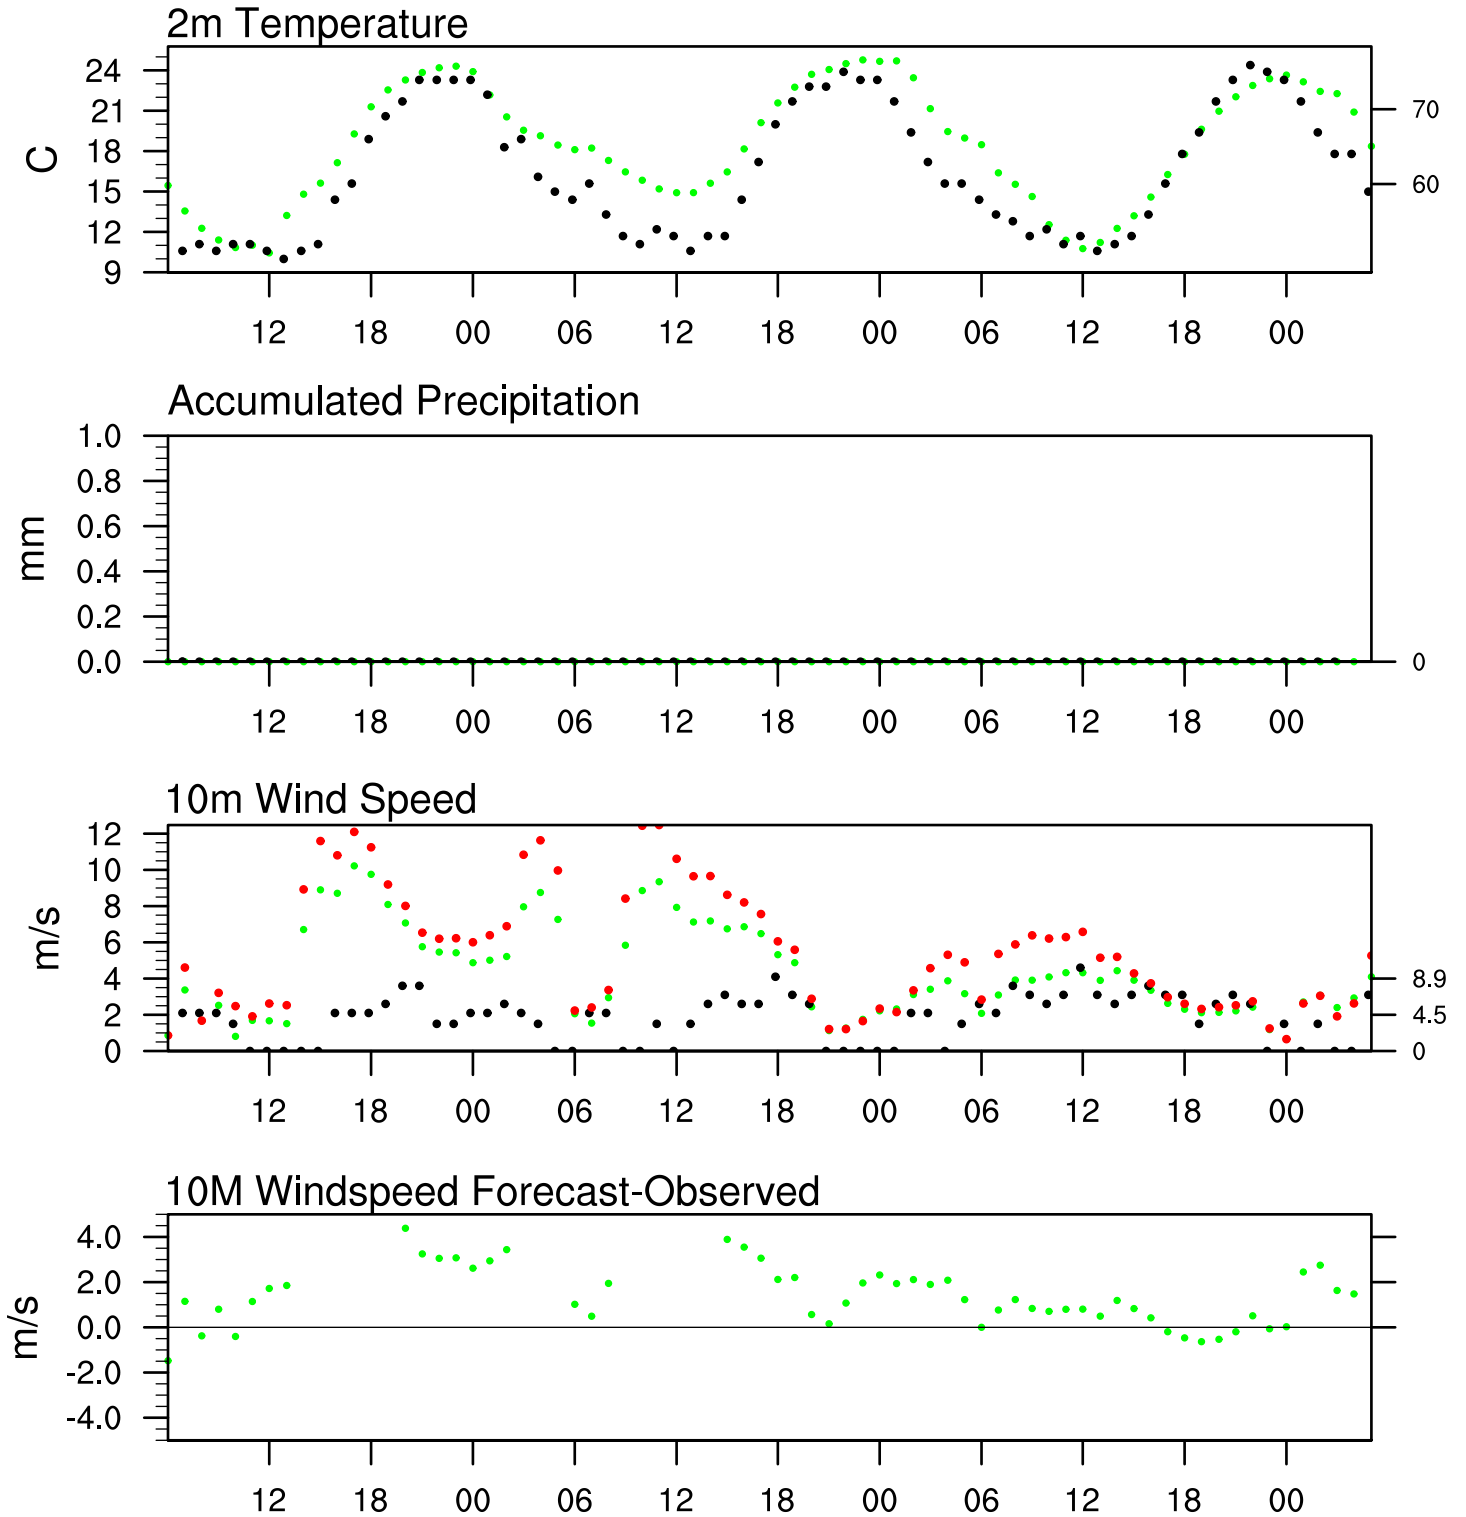 2m Temperature
24
21
18
15
12
9
C
70
60
12 18 00 06 12 18 00 06 12 18 00
Accumulated Precipitation
1.0
0.8
0.6
0.4
0.2
0.0
mm
0
12 18 00 06 12 18 00 06 12 18 00
10m Wind Speed
12
10
8
6
4
2
0
m/s
8.9
4.5
0
12 18 00 06 12 18 00 06 12 18 00
10M Windspeed Forecast-Observed
4.0
2.0
0.0
-2.0
-4.0
m/s
12 18 00 06 12 18 00 06 12 18 00